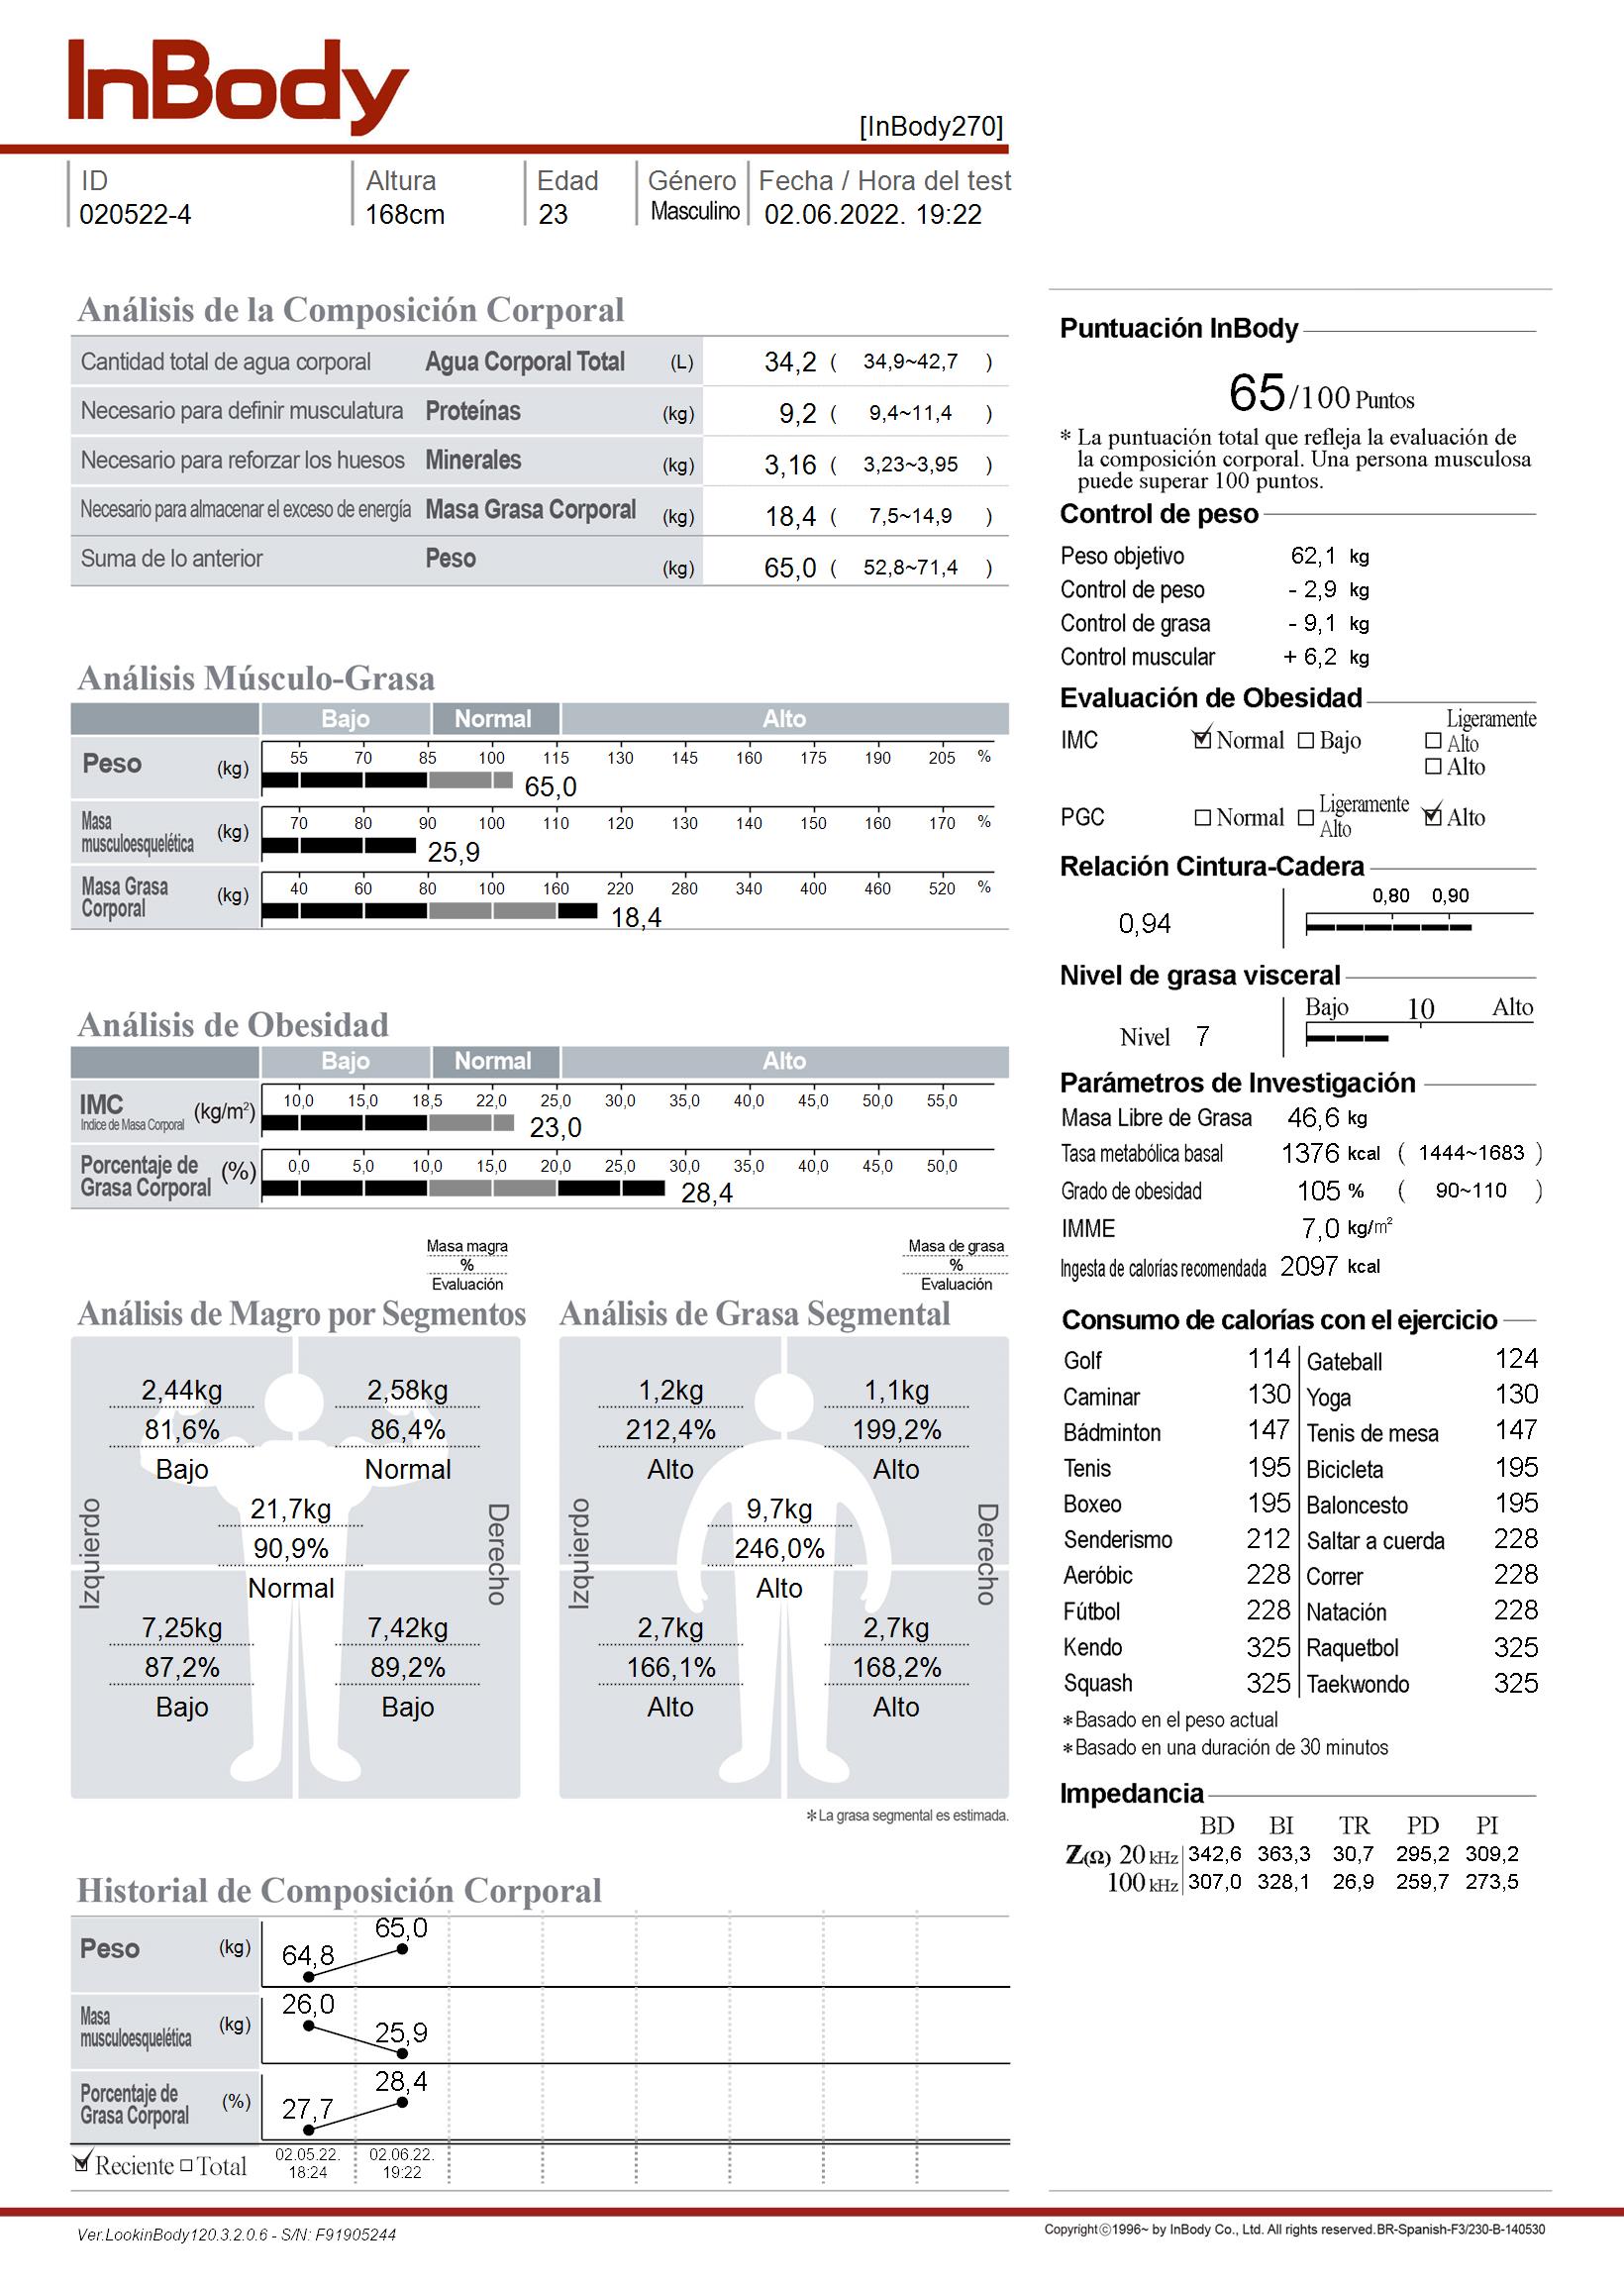 InBody
[InBody270]
ID Altura Edad Género Fecha / Hora del test
020522-4 168cm 23 Masculino 02.06.2022. 19:22
Análisis de la Composición Corporal
Cantidad total de agua corporal Agua Corporal Total (L) 34,2 ( 34,9~42,7 )
Necesario para definir musculatura Proteínas (kg) 9,2 ( 9,4~11,4 )
Necesario para reforzar los huesos Minerales (kg) 3,16 ( 3,23~3,95 )
Necesario para almacenar el exceso de energía Masa Grasa Corporal (kg) 18,4 ( 7,5~14,9 )
Suma de lo anterior Peso (kg) 65,0 ( 52,8~71,4 )
Análisis Músculo-Grasa
Bajo Normal Alto
Peso (kg) 55 70 85 100 115 130 145 160 175 190 205 %
65,0
Masa musculoesquelética (kg) 70 80 90 100 110 120 130 140 150 160 170 %
25,9
Masa Grasa Corporal (kg) 40 60 80 100 160 220 280 340 400 460 520 %
18,4
Análisis de Obesidad
Bajo Normal Alto
IMC Indice de Masa Corporal (kg/m²) 10,0 15,0 18,5 22,0 25,0 30,0 35,0 40,0 45,0 50,0 55,0
23,0
Porcentaje de Grasa Corporal (%) 0,0 5,0 10,0 15,0 20,0 25,0 30,0 35,0 40,0 45,0 50,0
28,4
Masa magra
%
Evaluación
Análisis de Magro por Segmentos
2,44kg 2,58kg
81,6% 86,4%
Bajo Normal
21,7kg
90,9%
Normal
Izquierdo Derecho
7,25kg 7,42kg
87,2% 89,2%
Bajo Bajo
Masa de grasa
%
Evaluación
Análisis de Grasa Segmental
1,2kg 1,1kg
212,4% 199,2%
Alto Alto
9,7kg
246,0%
Alto
Izquierdo Derecho
2,7kg 2,7kg
166,1% 168,2%
Alto Alto
*La grasa segmental es estimada.
Historial de Composición Corporal
Peso (kg) 64,8 65,0
Masa musculoesquelética (kg) 26,0 25,9
Porcentaje de Grasa Corporal (%) 27,7 28,4
Reciente Total 02.05.22. 02.06.22.
18:24 19:22
Puntuación InBody
65/100 Puntos
* La puntuación total que refleja la evaluación de
la composición corporal. Una persona musculosa
puede superar 100 puntos.
Control de peso
Peso objetivo 62,1 kg
Control de peso - 2,9 kg
Control de grasa - 9,1 kg
Control muscular + 6,2 kg
Evaluación de Obesidad
IMC Normal Bajo Ligeramente Alto
Alto
PGC Normal Ligeramente Alto Alto
Relación Cintura-Cadera
0,94 0,80 0,90
Nivel de grasa visceral
Nivel 7 Bajo 10 Alto
Parámetros de Investigación
Masa Libre de Grasa 46,6 kg
Tasa metabólica basal 1376 kcal ( 1444~1683 )
Grado de obesidad 105 % ( 90~110 )
IMME 7,0 kg/m²
Ingesta de calorías recomendada 2097 kcal
Consumo de calorías con el ejercicio
Golf 114 Gateball 124
Caminar 130 Yoga 130
Bádminton 147 Tenis de mesa 147
Tenis 195 Bicicleta 195
Boxeo 195 Baloncesto 195
Senderismo 212 Saltar a cuerda 228
Aeróbic 228 Correr 228
Fútbol 228 Natación 228
Kendo 325 Raquetbol 325
Squash 325 Taekwondo 325
*Basado en el peso actual
*Basado en una duración de 30 minutos
Impedancia
BD BI TR PD PI
Z(Ω) 20 kHz 342,6 363,3 30,7 295,2 309,2
100 kHz 307,0 328,1 26,9 259,7 273,5
Ver.LookinBody120.3.2.0.6 - S/N: F91905244
Copyright©1996~ by InBody Co., Ltd. All rights reserved.BR-Spanish-F3/230-B-140530